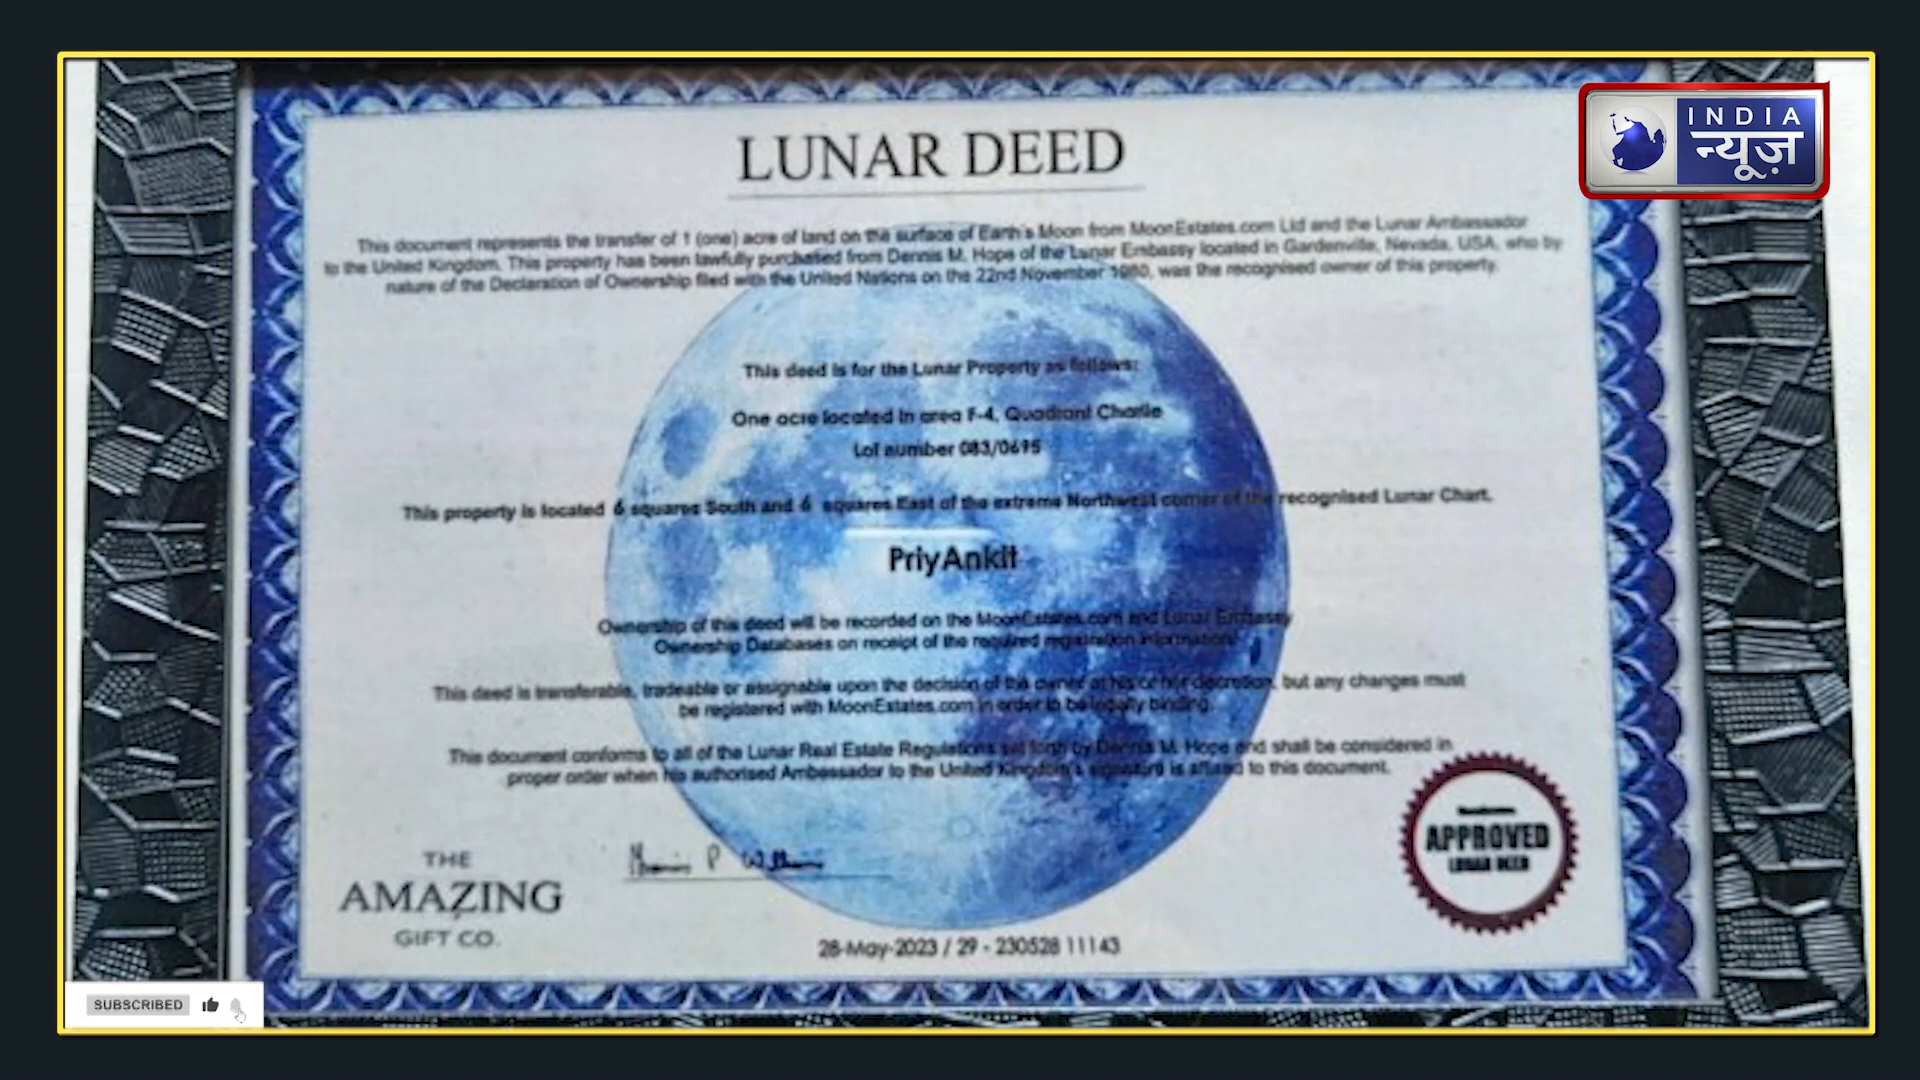 INDIA
न्यूज़
LUNAR DEED
This document represents the transfer of 1 (one) acre of land on the surface of Earth's Moon from MoonEstates.com Ltd and the Lunar Ambassador
to the United Kingdom. This property has been lawfully purchased from Dennis M. Hope of the Lunar Embassy located in Gardenville, Nevada, USA, who by
nature of the Declaration of Ownership filed with the United Nations on the 22nd November 1980, was the recognised owner of this property.
This deed is for the Lunar Property as follows:
One acre located in area F-4, Quadrant Charlie
Lot number 083/0695
This property is located 6 squares South and 6 squares East of the extreme Northwest corner of the recognised Lunar Chart.
PriyAnkit
Ownership of this deed will be recorded on the MoonEstates.com and Lunar Embassy
Ownership Databases on receipt of the required registration information.
This deed is transferable, tradeable or assignable upon the decision of the owner at his or her discretion, but any changes must
be registered with MoonEstates.com in order to be legally binding.
This document conforms to all of the Lunar Real Estate Regulations set forth by Dennis M. Hope and shall be considered in
proper order when his authorised Ambassador to the United Kingdom's signature is affixed to this document.
THE
AMAZING
GIFT CO.
APPROVED
LUNAR DEED
28-May-2023 / 29 - 230528 11143
SUBSCRIBED